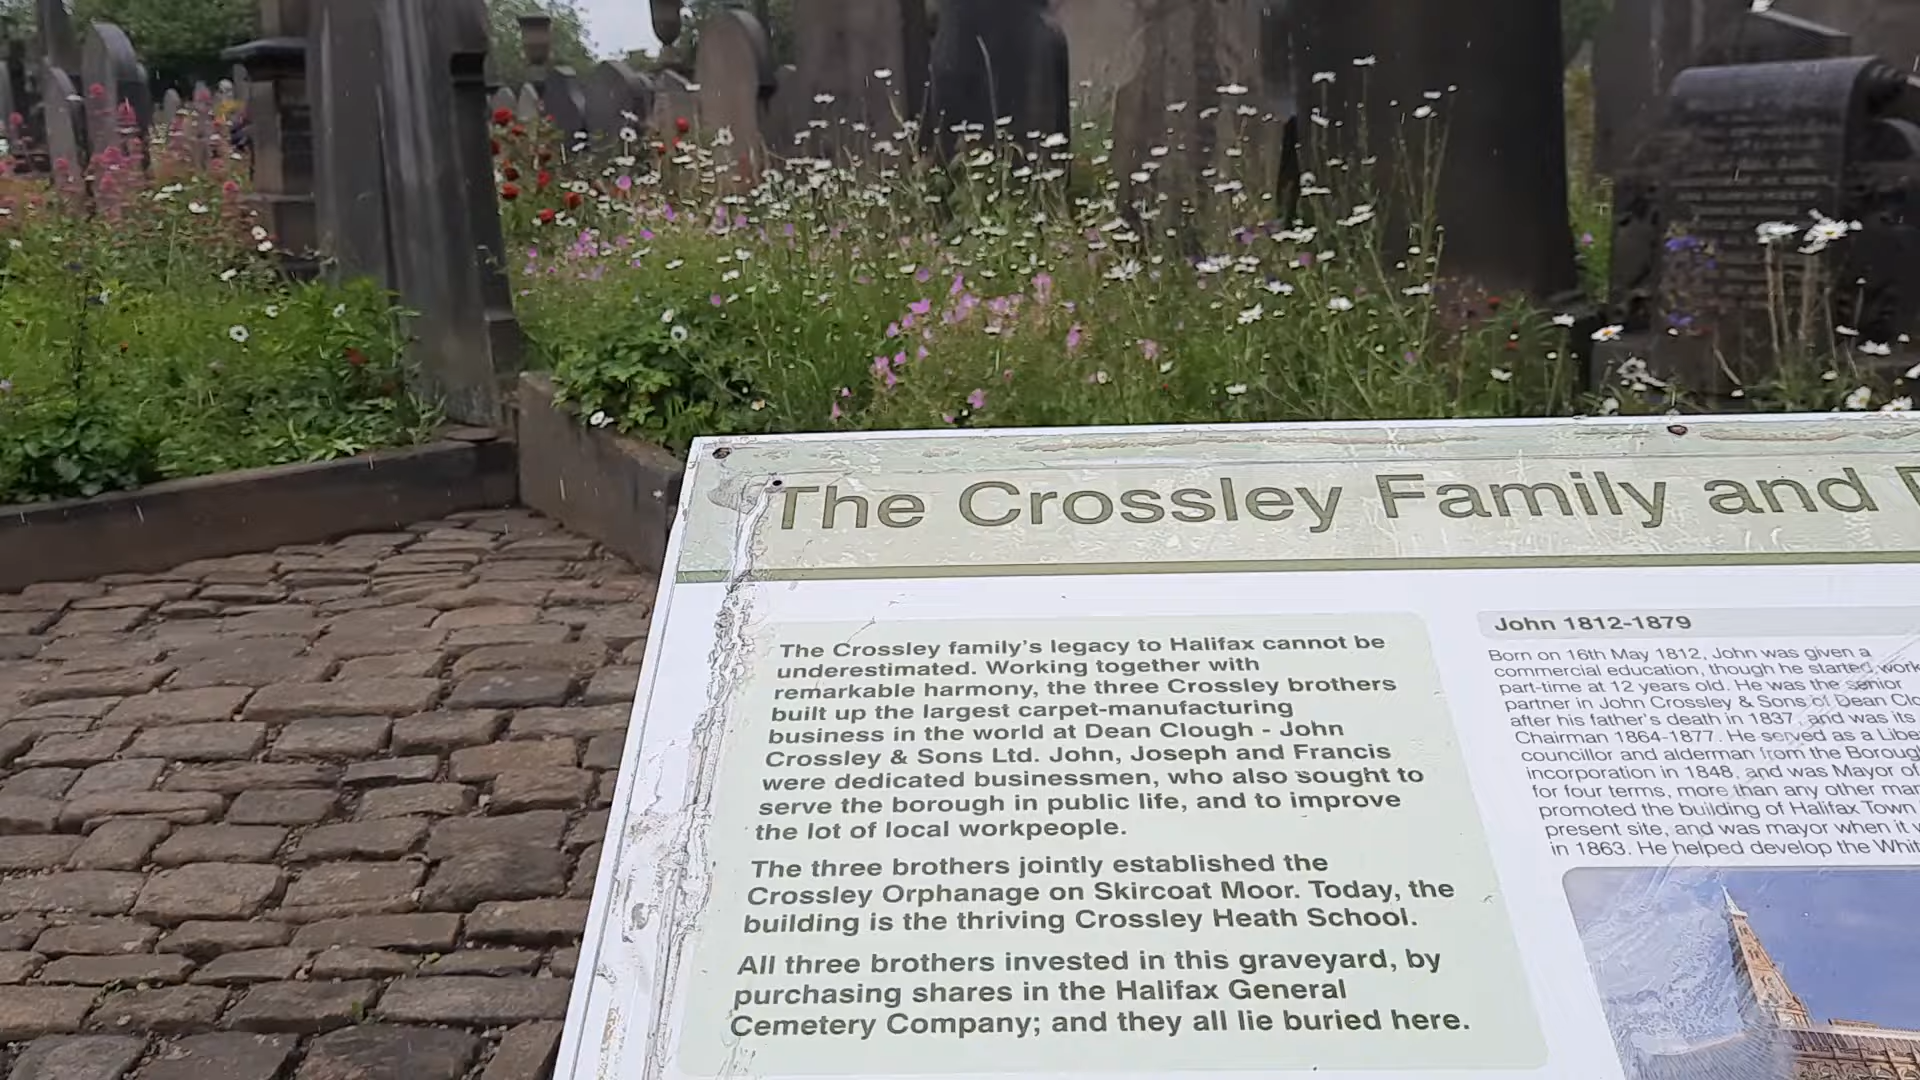 The Crossley Family and
The Crossley family's legacy to Halifax cannot be
underestimated. Working together with
remarkable harmony, the three Crossley brothers
built up the largest carpet-manufacturing
business in the world at Dean Clough - John
Crossley & Sons Ltd. John, Joseph and Francis
were dedicated businessmen, who also sought to
serve the borough in public life, and to improve
the lot of local workpeople.
The three brothers jointly established the
Crossley Orphanage on Skircoat Moor. Today, the
building is the thriving Crossley Heath School.
All three brothers invested in this graveyard, by
purchasing shares in the Halifax General
Cemetery Company; and they all lie buried here.
John 1812-1879
Born on 16th May 1812, John was given a
commercial education, though he started work
part-time at 12 years old. He was the senior
partner in John Crossley & Sons of Dean
after his father's death in 1837, and was its
Chairman 1864-1877. He served as a
councillor and alderman from the
incorporation in 1848, and was Mayor of
for four terms, more than any other
promoted the building of Halifax Town
present site, and was mayor when it
in 1863. He helped develop the